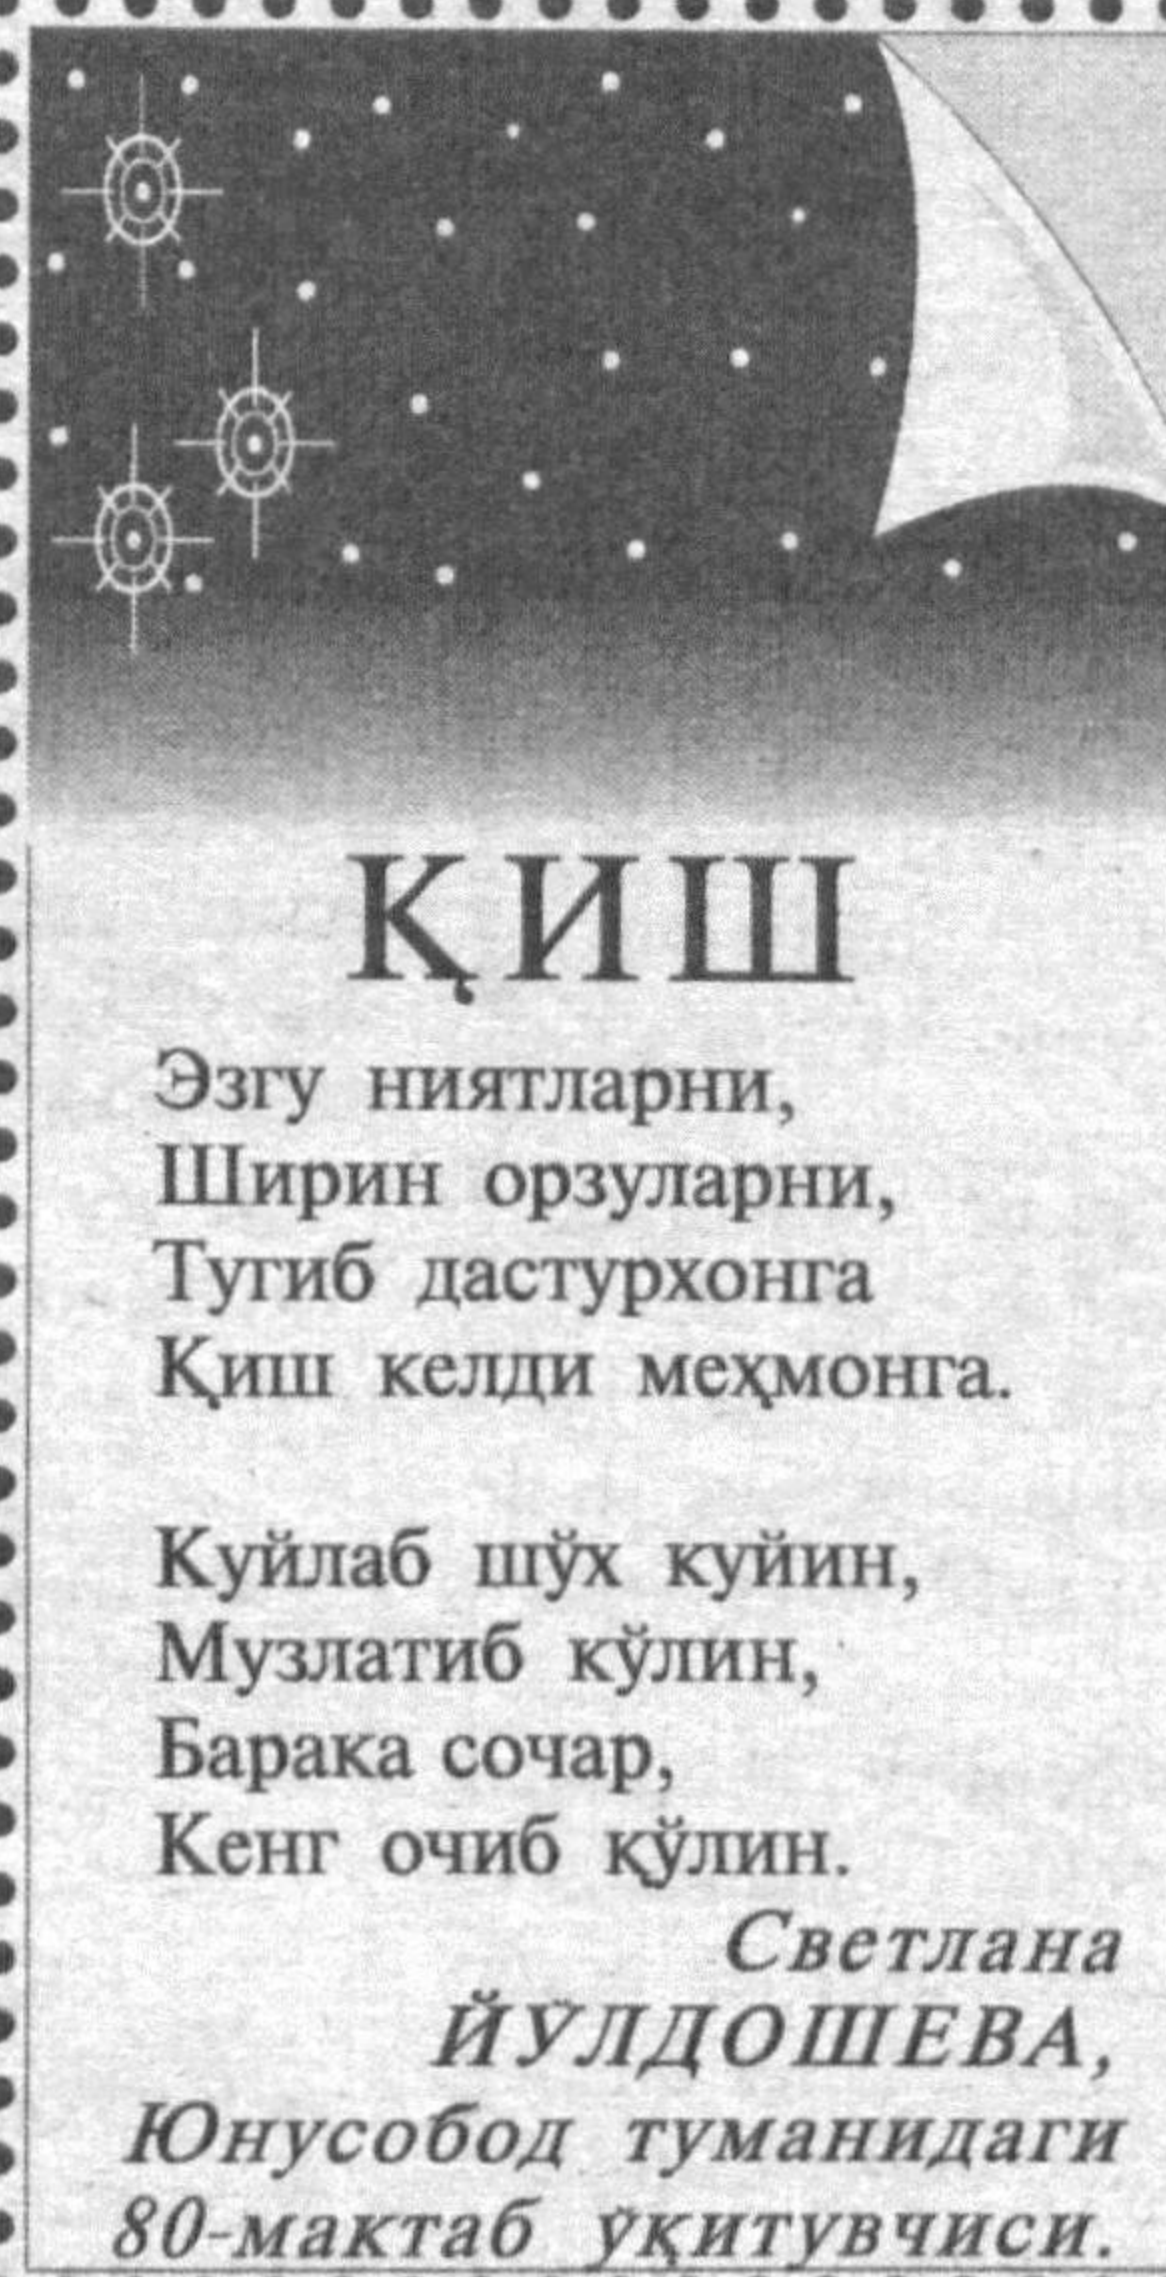 ҚИШ
Эзгу ниятларни,
Ширин орзуларни,
Тугиб дастурхонга
Қиш келди меҳмонга.
Куйлаб шўх куйин,
Музлатиб кўлин,
Барака сочар,
Кенг очиб қўлин.
Светлана
ЙЎЛДОШЕВА,
Юнусобод туманидаги
80-мактаб ўқитувчиси.